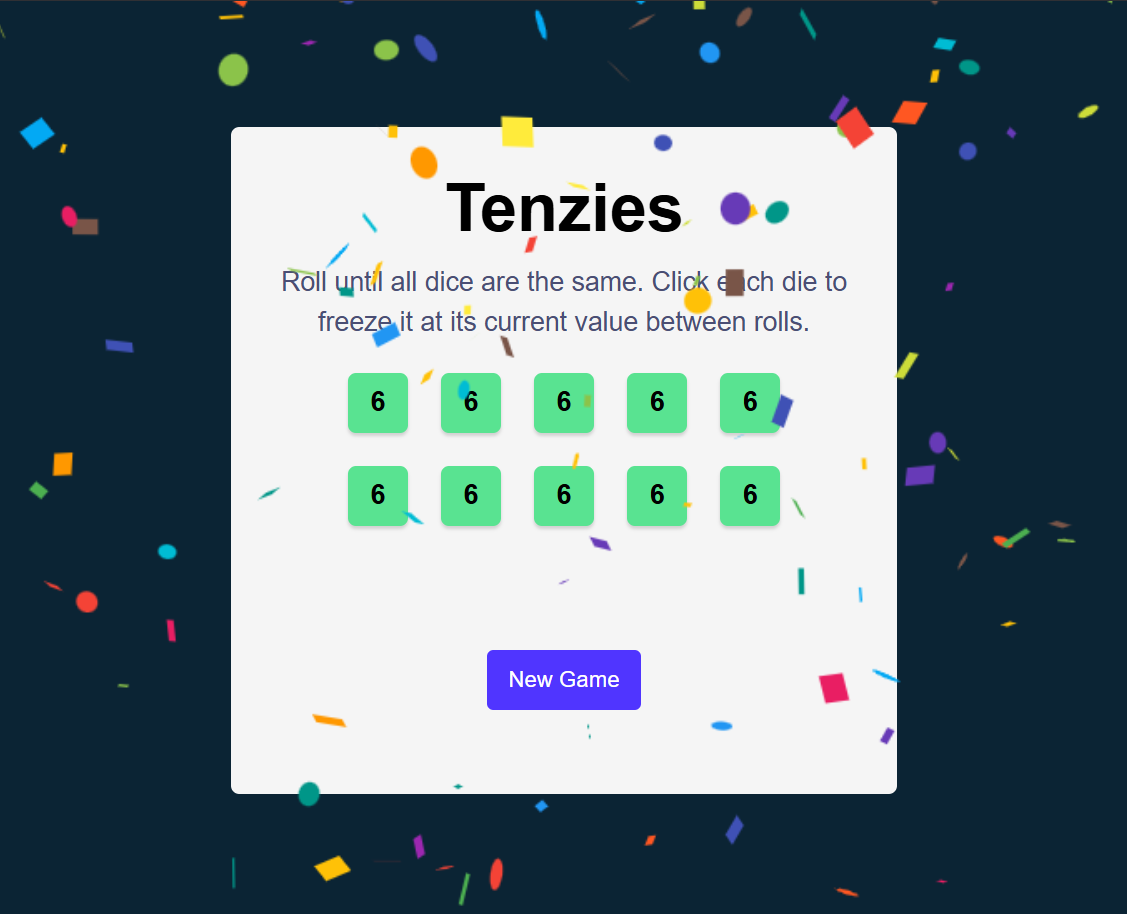 Tenzies
Roll until all dice are the same. Click each die to
freeze it at its current value between rolls.
6 6 6 6 6
6 6 6 6 6
New Game